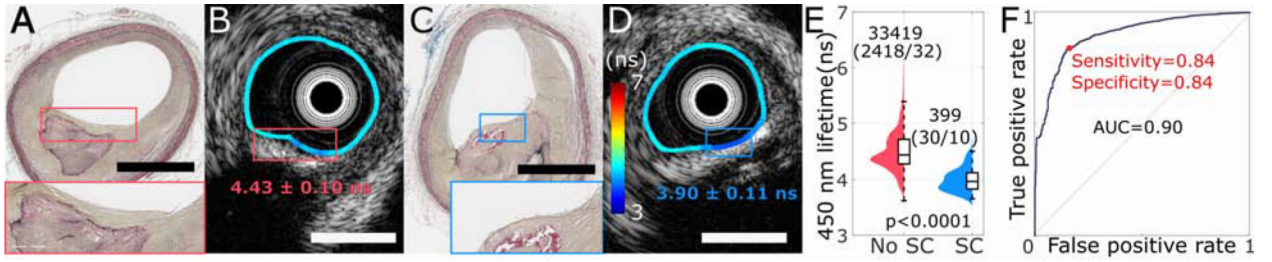 A
B
4.43 ± 0.10 ns
C
D
(ns)
7
3
3.90 ± 0.11 ns
E
450 nm lifetime(ns)
7
6
5
4
3
33419
(2418/32)
399
(30/10)
p<0.0001
No SC
SC
F
True positive rate
1
Sensitivity=0.84
Specificity=0.84
AUC=0.90
0
False positive rate
1